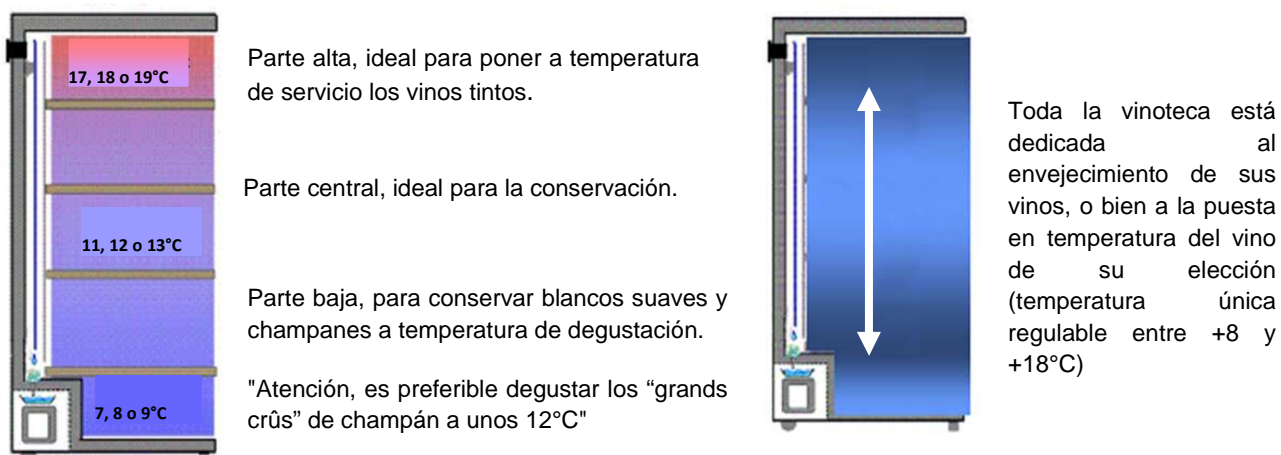 17, 18 o 19°C
Parte alta, ideal para poner a temperatura
de servicio los vinos tintos.
Parte central, ideal para la conservación.
11, 12 o 13°C
Parte baja, para conservar blancos suaves y
champanes a temperatura de degustación.
"Atención, es preferible degustar los “grands
crûs” de champán a unos 12°C"
7, 8 o 9°C
Toda la vinoteca está
dedicada al
envejecimiento de sus
vinos, o bien a la puesta
en temperatura del vino
de su elección
(temperatura única
regulable entre +8 y
+18°C)